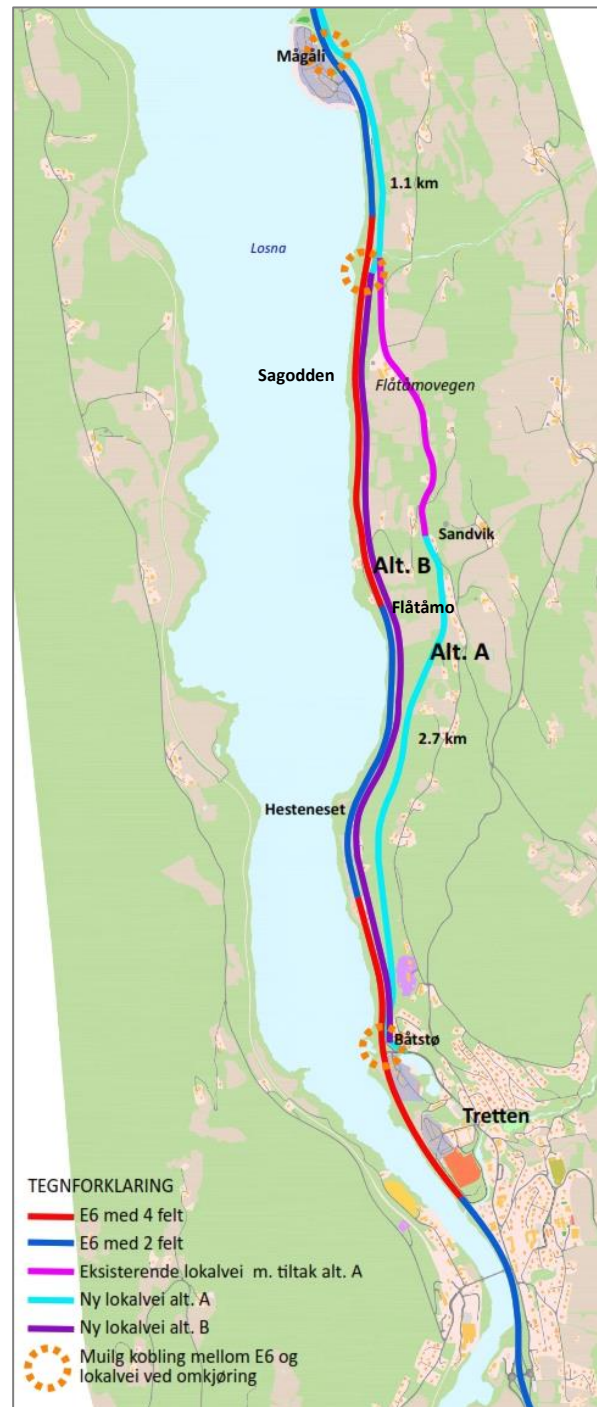 Mågåli
1.1 km
Losna
Sagodden
Flåtåmovegen
Sandvik
Alt. B
Flåtåmo
Alt. A
2.7 km
Hesteneset
Båtstø
Tretten
TEGNFORKLARING
E6 med 4 felt
E6 med 2 felt
Eksisterende lokalvei m. tiltak alt. A
Ny lokalvei alt. A
Ny lokalvei alt. B
Muilg kobling mellom E6 og
lokalvei ved omkjøring